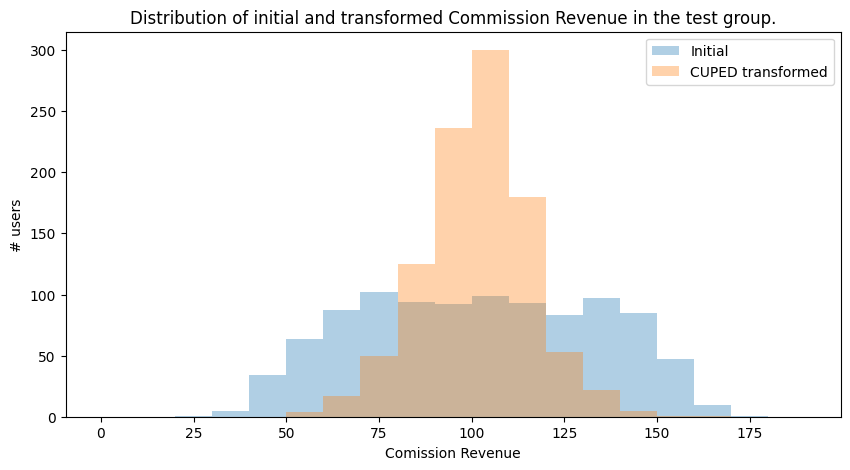 Distribution of initial and transformed Commission Revenue in the test group.
Initial
CUPED transformed
# users
300
250
200
150
100
50
0
0 25 50 75 100 125 150 175
Comission Revenue